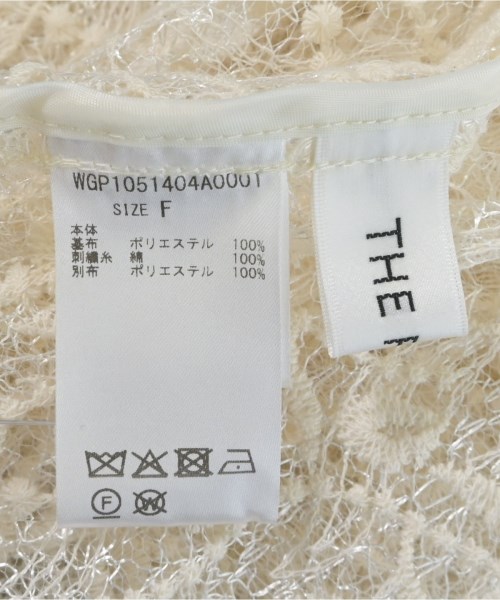 WGP1051404A0001
SIZE F
本体
基布 ポリエステル 100%
刺繍糸 綿 100%
別布 ポリエステル 100%
F
W
THE